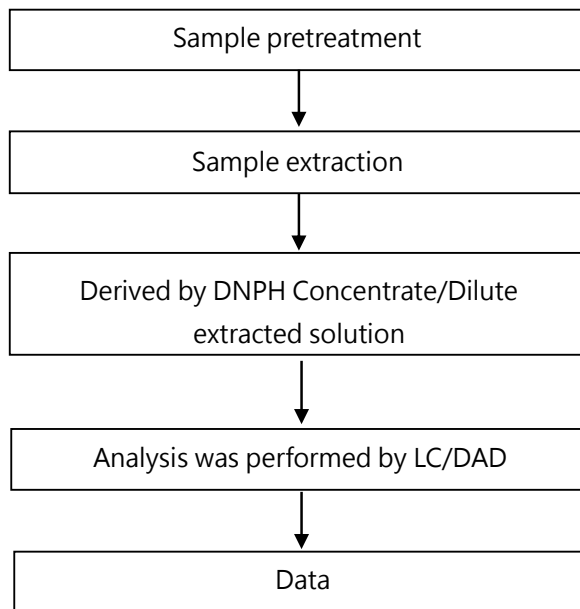 Sample pretreatment
Sample extraction
Derived by DNPH Concentrate/Dilute
extracted solution
Analysis was performed by LC/DAD
Data